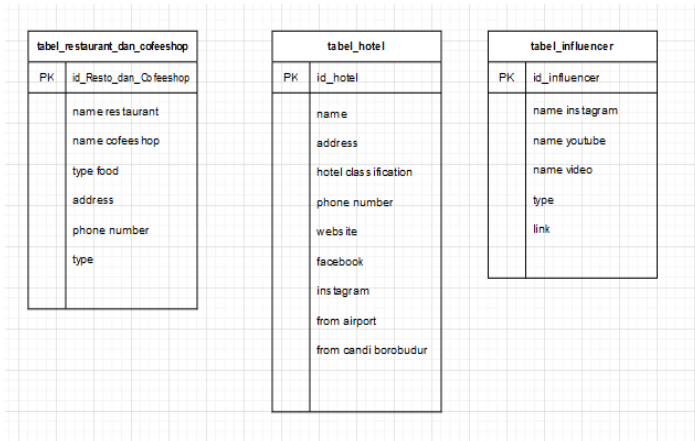 tabel_restaurant_dan_cofeeshop
PK id_Resto_dan_Cofeeshop
name restaurant
name cofeeshop
type food
address
phone number
type
tabel_hotel
PK id_hotel
name
address
hotel classification
phone number
website
facebook
instagram
from airport
from candi borobudur
tabel_influencer
PK id_influencer
name instagram
name youtube
name video
type
link